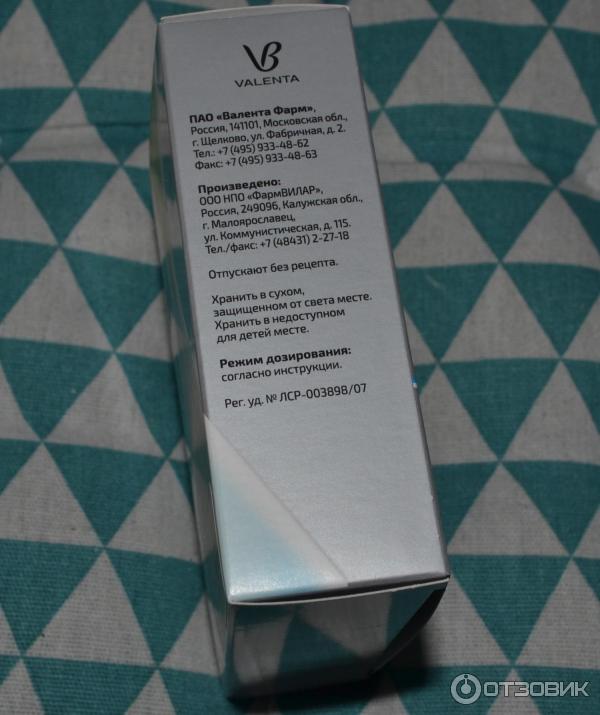 VB
VALENTA
ПАО «Валента Фарм»,
Россия, 141101, Московская обл.,
г. Щелково, ул. Фабричная, д. 2.
Тел.: +7 (495) 933-48-62
Факс: +7 (495) 933-48-63
Произведено:
ООО НПО «ФармВИЛАР»,
Россия, 249096, Калужская обл.,
г. Малоярославец,
ул. Коммунистическая, д. 115.
Тел./факс: +7 (48431) 2-27-18
Отпускают без рецепта.
Хранить в сухом,
защищенном от света месте.
Хранить в недоступном
для детей месте.
Режим дозирования:
согласно инструкции.
Рег. уд. № ЛСР-003898/07
ОТЗОВИК